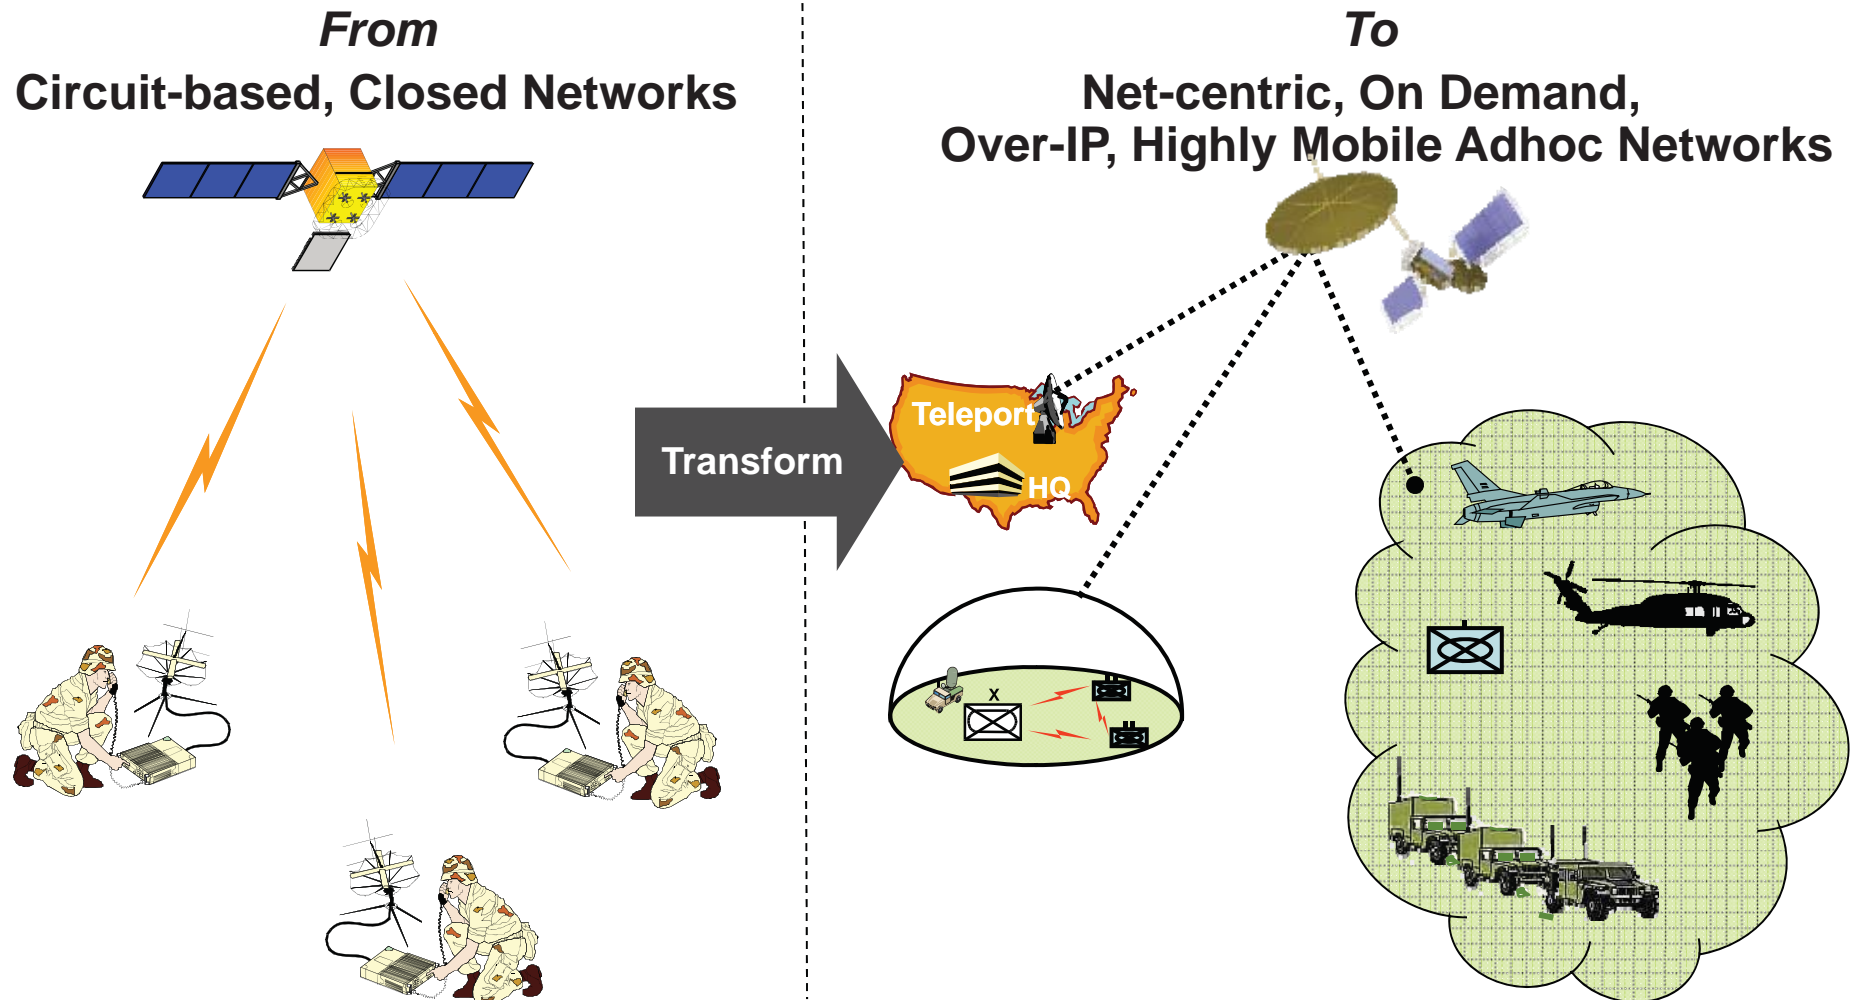 From
Circuit-based, Closed Networks
To
Net-centric, On Demand,
Over-IP, Highly Mobile Adhoc Networks
Transform
Teleport
HQ
X